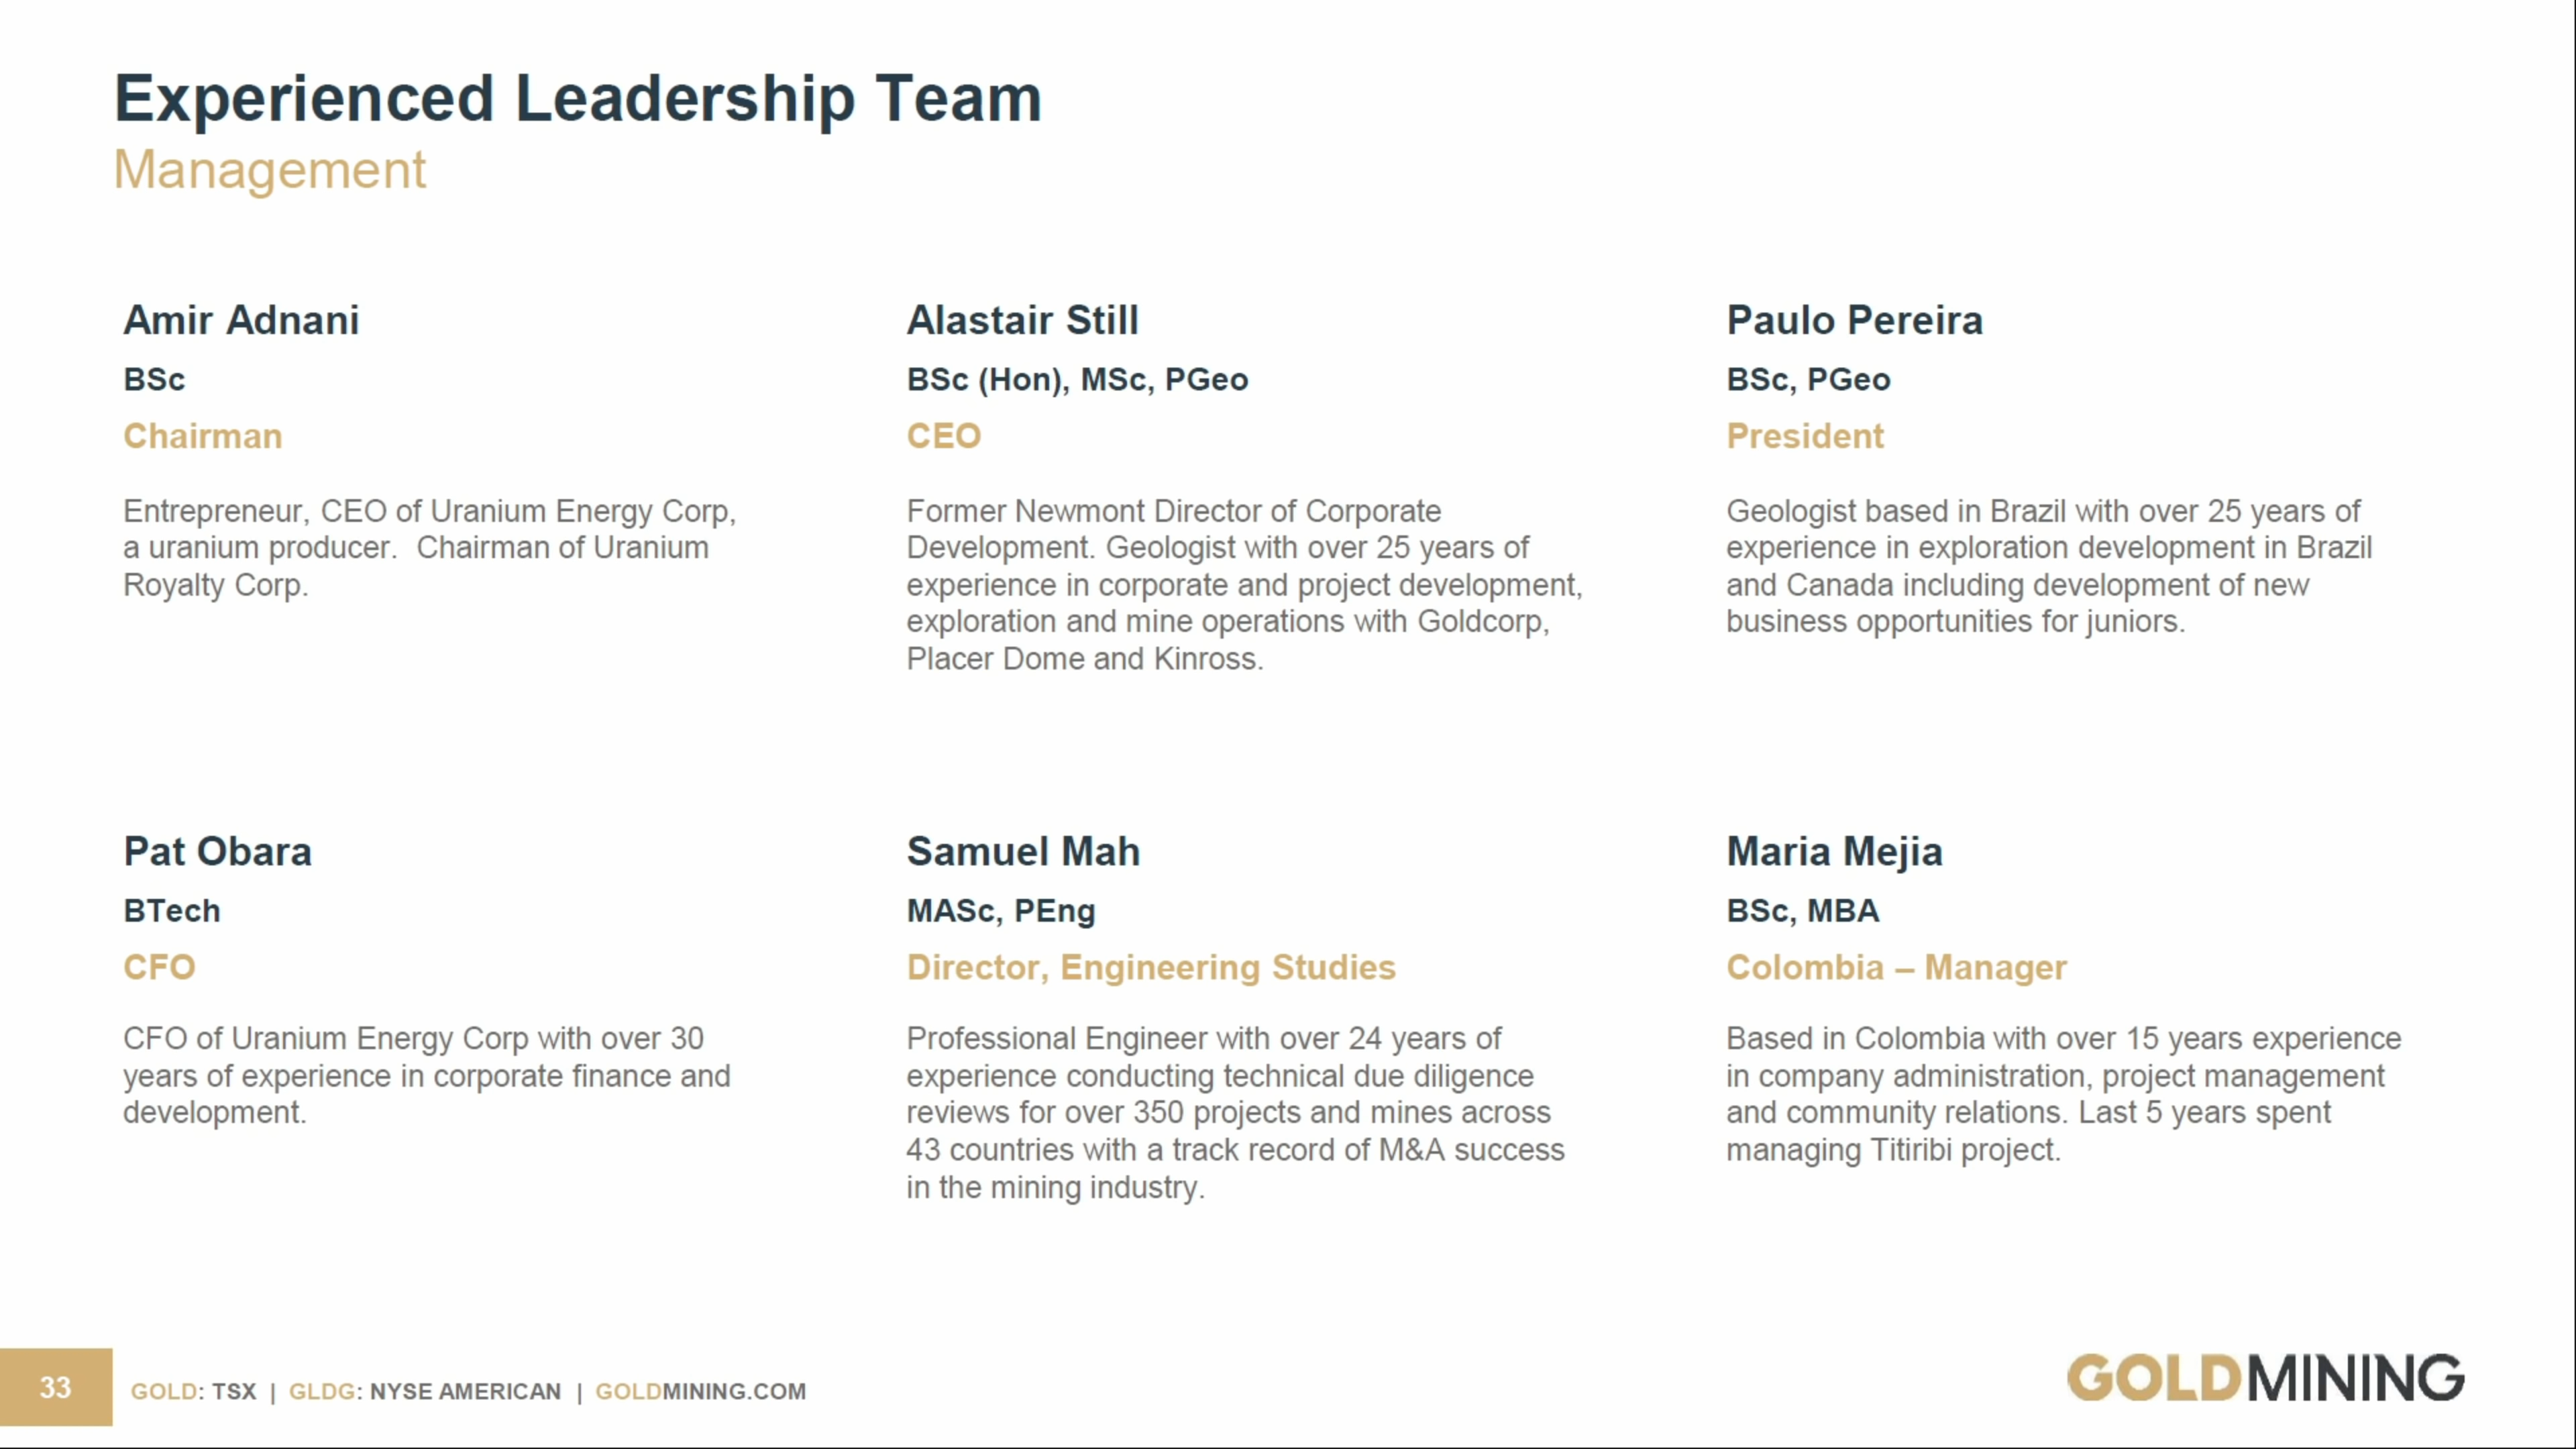 Experienced Leadership Team
Management
Amir Adnani
BSc
Chairman
Entrepreneur, CEO of Uranium Energy Corp,
a uranium producer.  Chairman of Uranium
Royalty Corp.
Alastair Still
BSc (Hon), MSc, PGeo
CEO
Former Newmont Director of Corporate
Development. Geologist with over 25 years of
experience in corporate and project development,
exploration and mine operations with Goldcorp,
Placer Dome and Kinross.
Paulo Pereira
BSc, PGeo
President
Geologist based in Brazil with over 25 years of
experience in exploration development in Brazil
and Canada including development of new
business opportunities for juniors.
Pat Obara
BTech
CFO
CFO of Uranium Energy Corp with over 30
years of experience in corporate finance and
development.
Samuel Mah
MASc, PEng
Director, Engineering Studies
Professional Engineer with over 24 years of
experience conducting technical due diligence
reviews for over 350 projects and mines across
43 countries with a track record of M&A success
in the mining industry.
Maria Mejia
BSc, MBA
Colombia – Manager
Based in Colombia with over 15 years experience
in company administration, project management
and community relations. Last 5 years spent
managing Titiribi project.
33
GOLD: TSX | GLDG: NYSE AMERICAN | GOLDMINING.COM
GOLDMINING